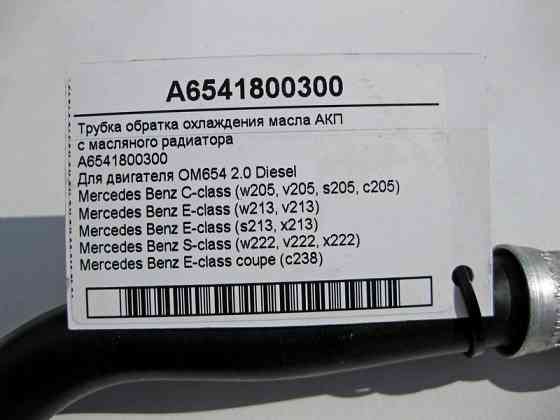 A6541800300
Трубка обратка охлаждения масла АКП
с масляного радиатора
A6541800300
Для двигателя OM654 2.0 Diesel
Mercedes Benz C-class (w205, v205, s205, c205)
Mercedes Benz E-class (w213, v213)
Mercedes Benz E-class (s213, x213)
Mercedes Benz S-class (w222, v222, x222)
Mercedes Benz E-class coupe (c238)